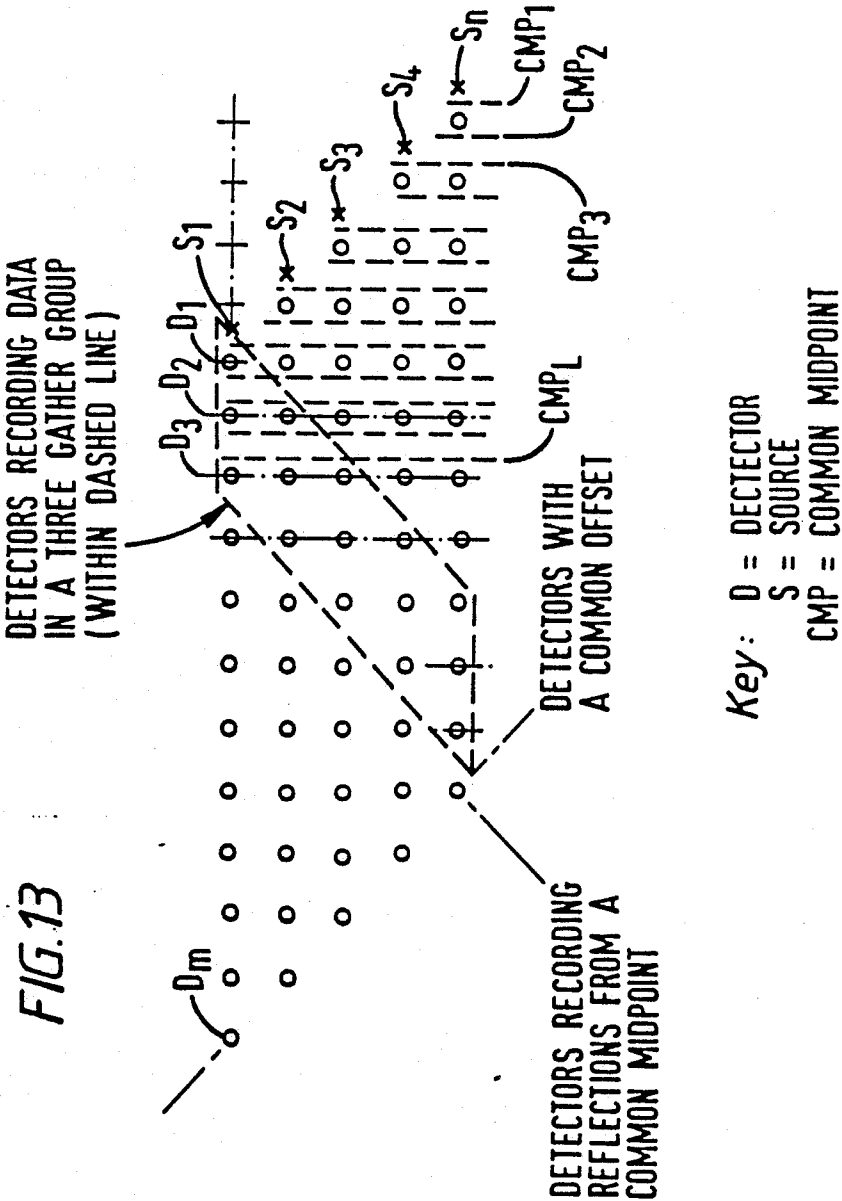 FIG.13
DETECTORS RECORDING DATA
IN A THREE GATHER GROUP
(WITHIN DASHED LINE)
Dm
D3
D2
D1
S1
S2
S3
S4
Sn
CMP1
CMP2
CMP3
CMPL
DETECTORS WITH
A COMMON OFFSET
DETECTORS RECORDING
REFLECTIONS FROM A
COMMON MIDPOINT
Key: D = DECTECTOR
S = SOURCE
CMP = COMMON MIDPOINT